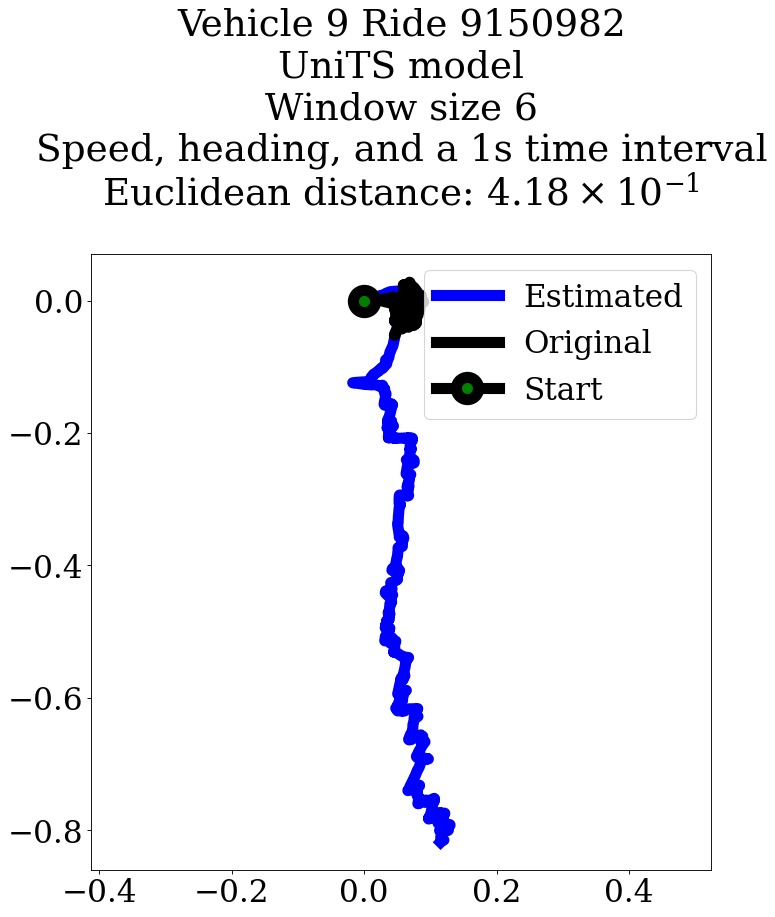 Vehicle 9 Ride 9150982
UniTS model
Window size 6
Speed, heading, and a 1s time interval
Euclidean distance: 4.18 × 10⁻¹
Estimated
Original
Start
0.0
−0.2
−0.4
−0.6
−0.8
−0.4 −0.2 0.0 0.2 0.4